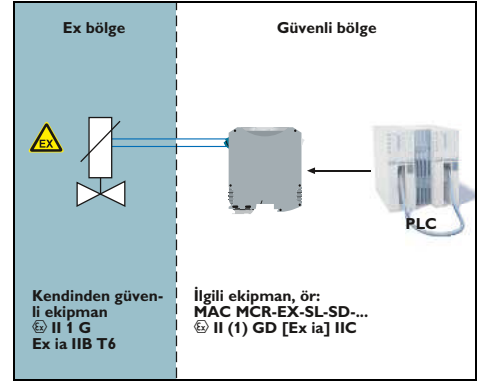 Ex bölge
Güvenli bölge
EX
PLC
Kendinden güven-
li ekipman
Ex II 1 G
Ex ia IIB T6
İlgili ekipman, ör:
MAC MCR-EX-SL-SD-...
Ex II (1) GD [Ex ia] IIC